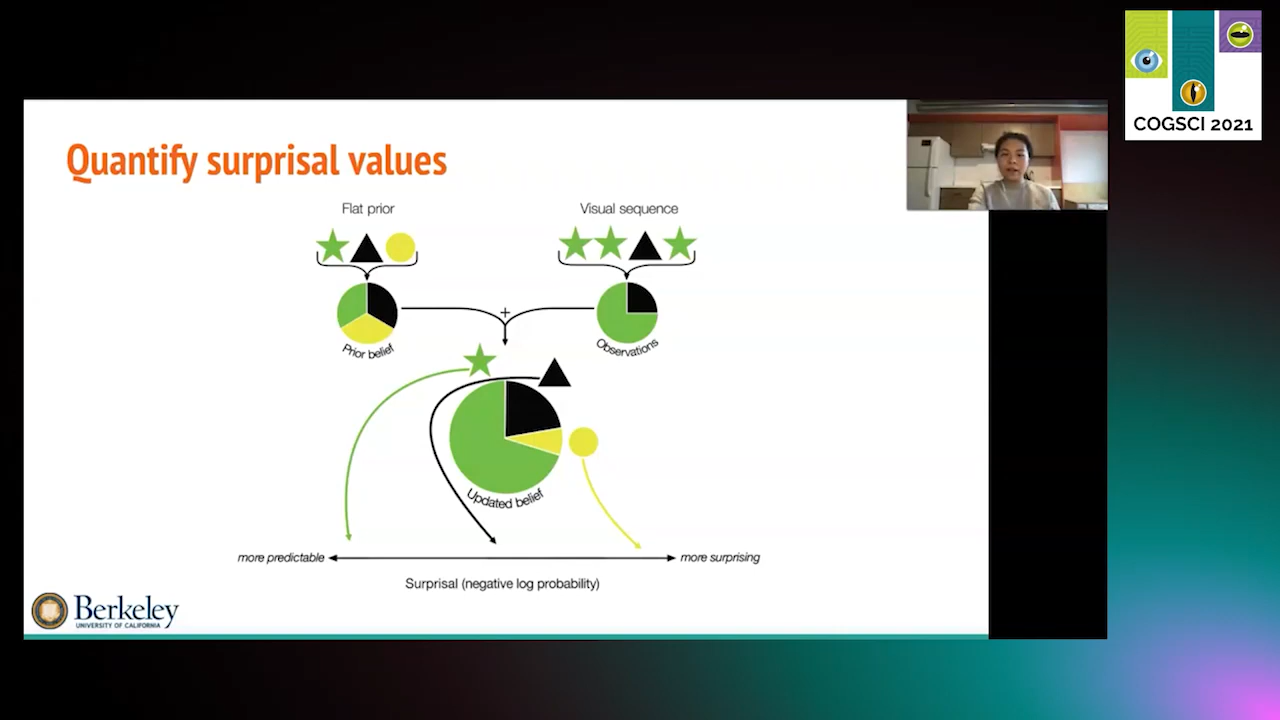 COGSCI 2021
Quantify surprisal values
Flat prior
Visual sequence
+
Prior belief
Observations
Updated belief
more predictable
more surprising
Surprisal (negative log probability)
Berkeley
UNIVERSITY OF CALIFORNIA